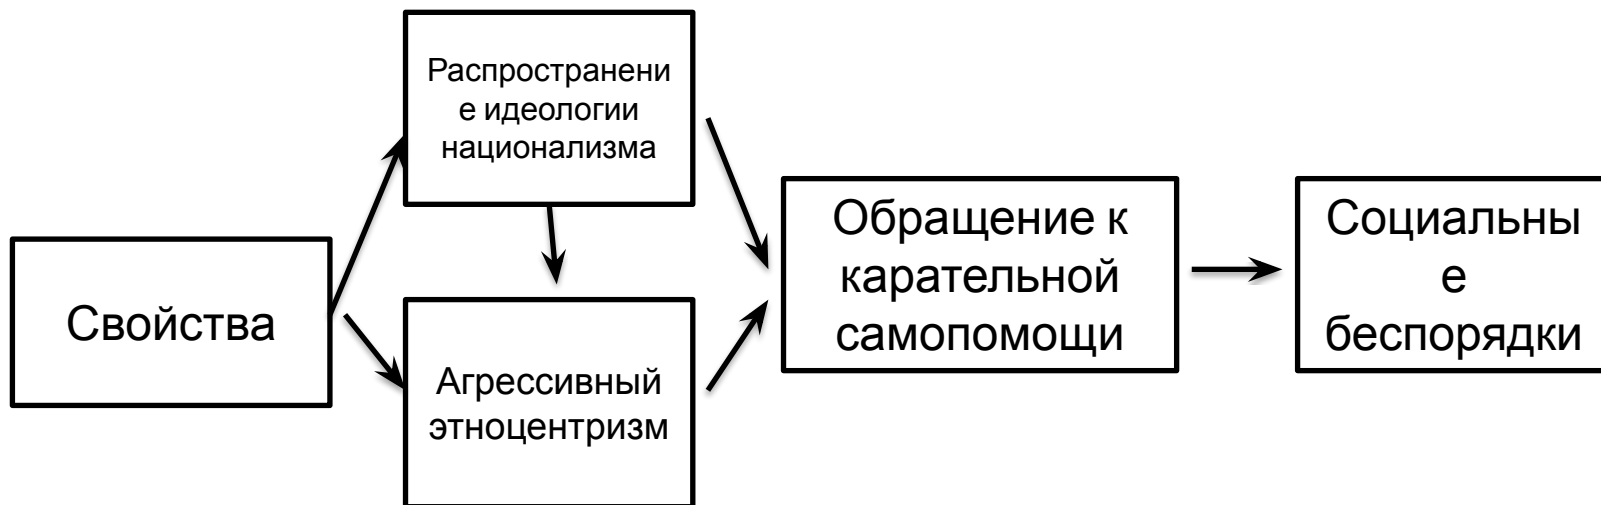 Распространени
е идеологии
национализма
Свойства
Агрессивный
этноцентризм
Обращение к
карательной
самопомощи
Социальны
е
беспорядки